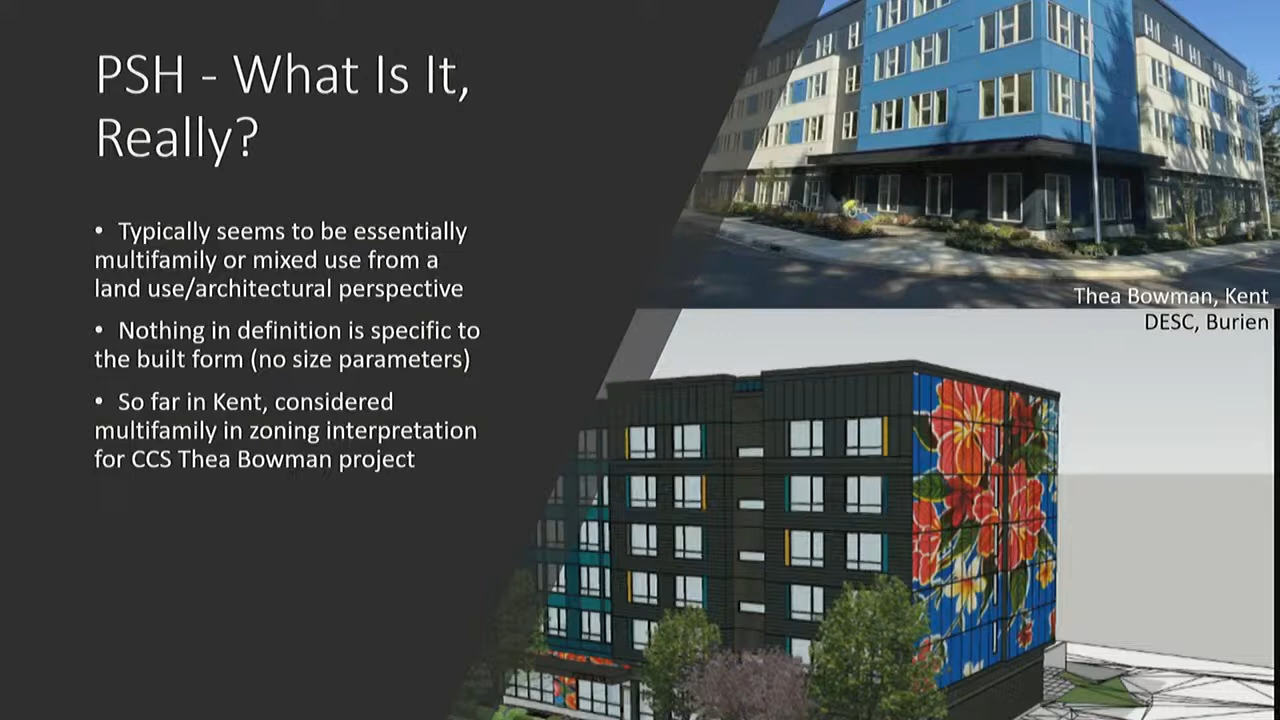 PSH - What Is It,
Really?
• Typically seems to be essentially
multifamily or mixed use from a
land use/architectural perspective
• Nothing in definition is specific to
the built form (no size parameters)
• So far in Kent, considered
multifamily in zoning interpretation
for CCS Thea Bowman project
Thea Bowman, Kent
DESC, Burien